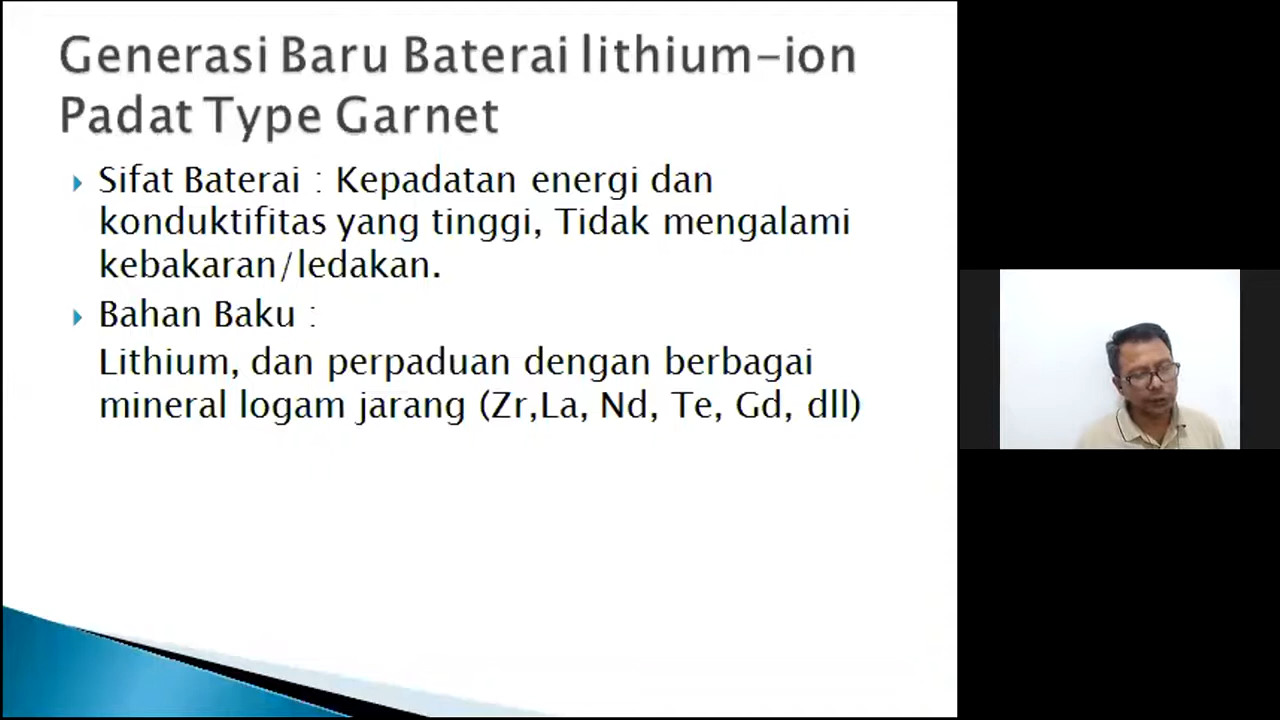 Generasi Baru Baterai lithium-ion
Padat Type Garnet
Sifat Baterai : Kepadatan energi dan
konduktifitas yang tinggi, Tidak mengalami
kebakaran/ledakan.
Bahan Baku :
Lithium, dan perpaduan dengan berbagai
mineral logam jarang (Zr,La, Nd, Te, Gd, dll)